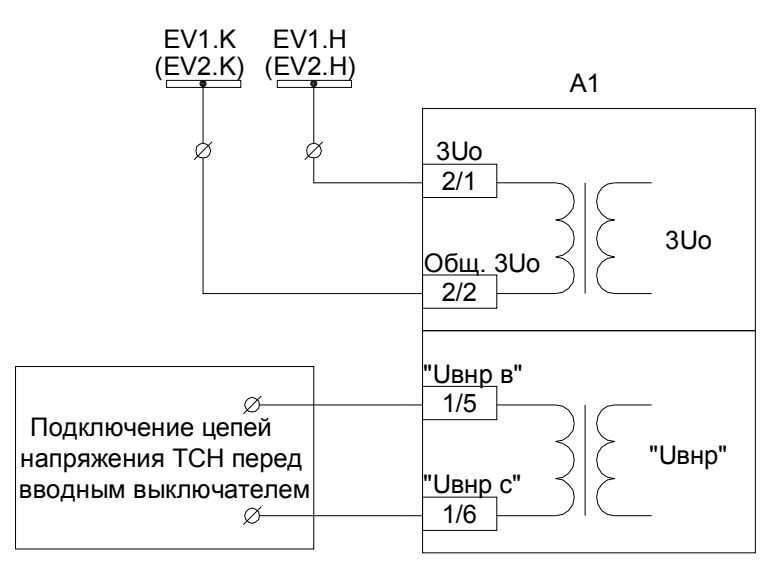 EV1.K
(EV2.K)
EV1.H
(EV2.H)
A1
3Uo
2/1
3Uo
Общ. 3Uo
2/2
"Uвнр в"
1/5
Подключение цепей
напряжения ТСН перед
вводным выключателем
"Uвнр"
"Uвнр с"
1/6